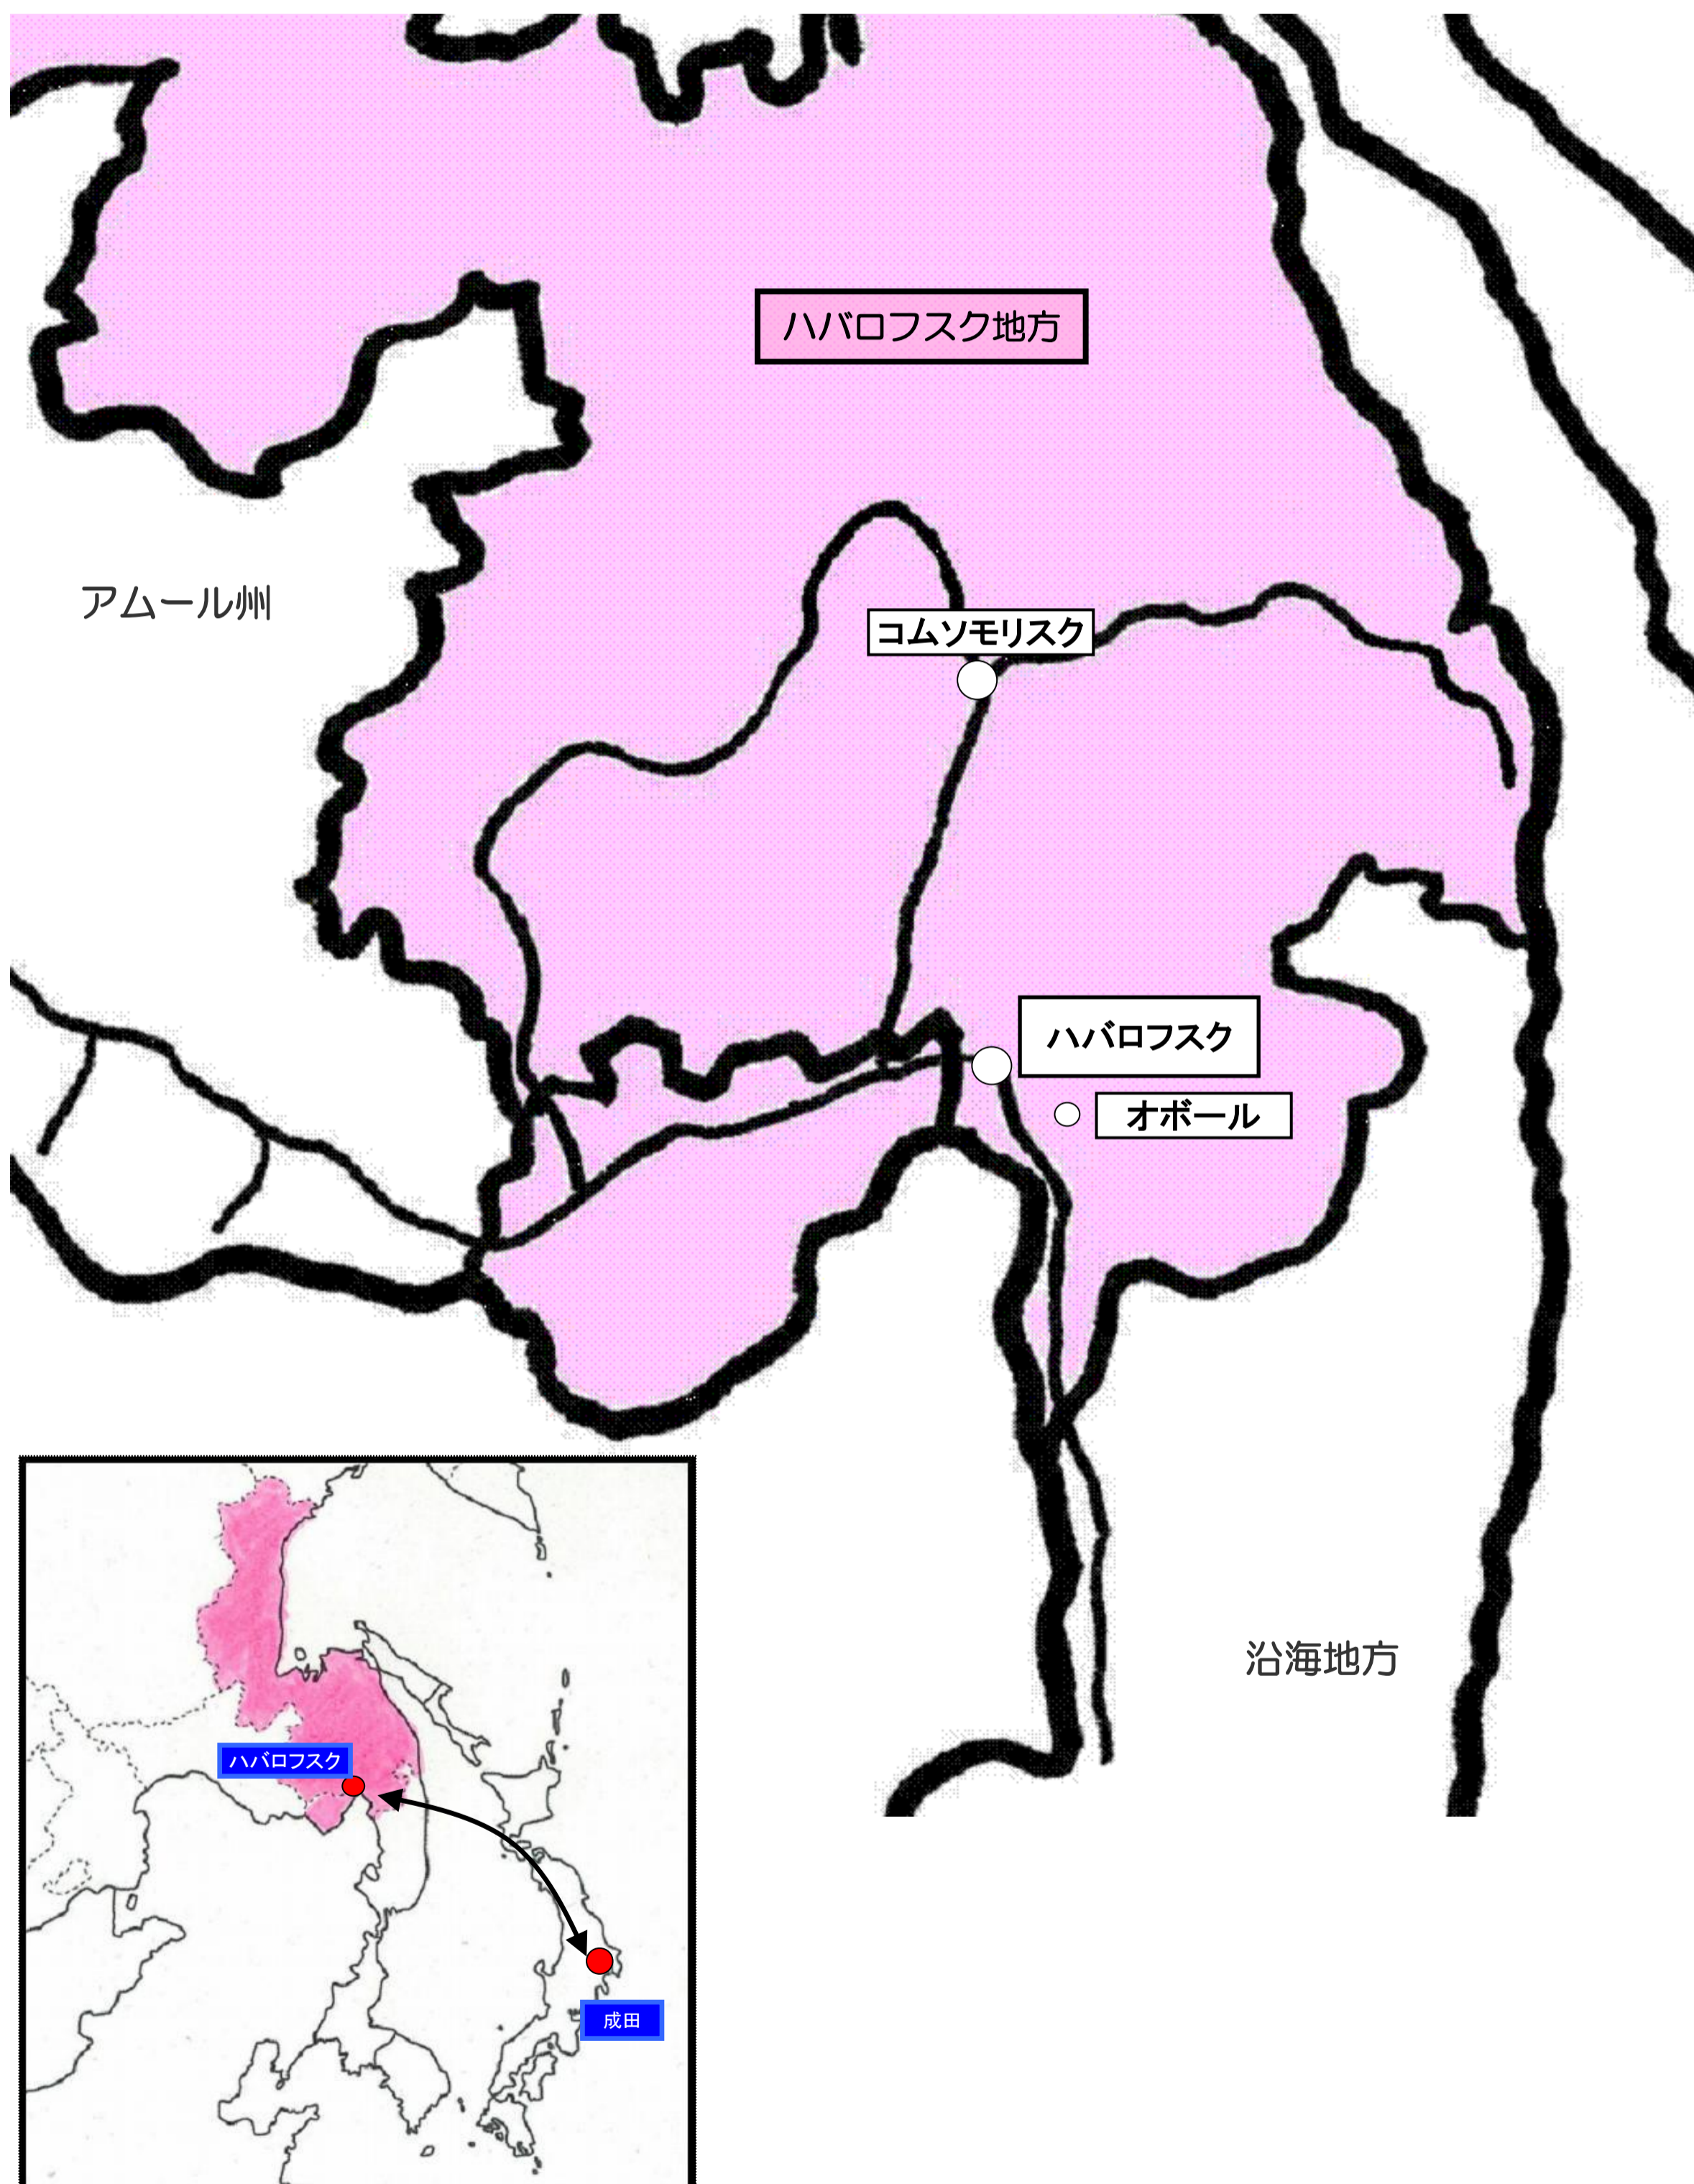 ハバロフスク地方
アムール州
コムソモリスク
ハバロフスク
オボール
沿海地方
ハバロフスク
成田